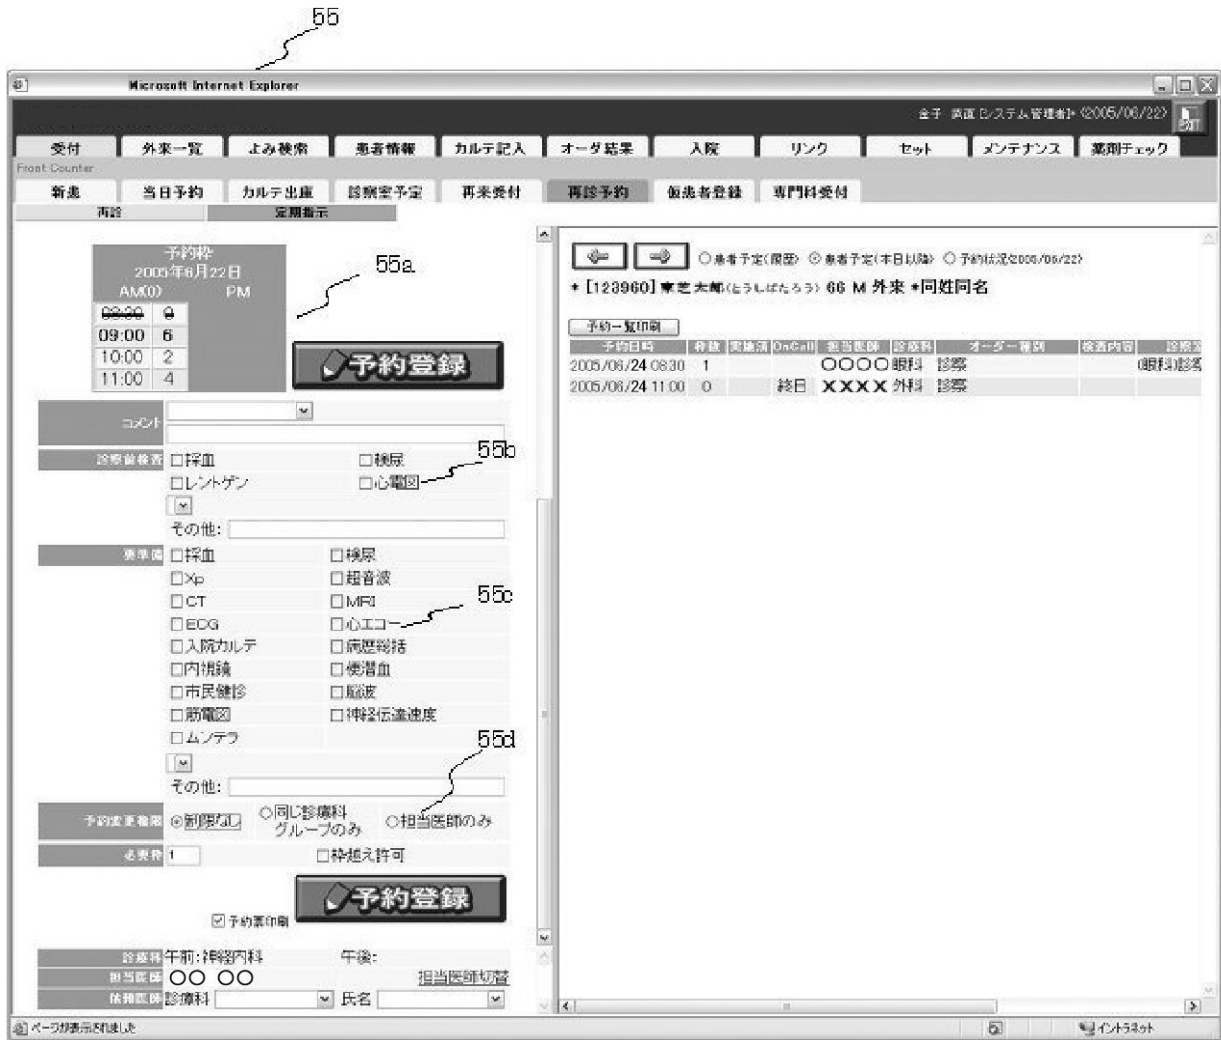 55
Microsoft Internet Explorer
[システム管理者]* (2005/06/22)
受付 外来一覧 よみ検索 患者情報 カルテ記入 オーダ結果 入院 リンク セット メンテナンス 薬剤チェック
Front Counter
新患 当日予約 カルテ出庫 診察室予定 再来受付 再診予約 仮患者登録 専門科受付
再診 定期指示
予約枠
2005年6月22日
AM(0) PM
08:30 0
09:00 6
10:00 2
11:00 4
55a
予約登録
コメント
診察前検査 □採血 □検尿
55b
□レントゲン □心電図
その他:
要準備 □採血 □検尿
□Xp □超音波
□CT □MRI
55c
□ECG □心エコー
□入院カルテ □病歴総括
□内視鏡 □便潜血
□市民健診 □脳波
□筋電図 □神経伝達速度
□ムンテラ
55d
その他:
予約変更権限 ◉制限なし ○同じ診療科グループのみ ○担当医師のみ
必要枠 1 □枠越え許可
予約登録
☑予約票印刷
診療科 午前:神経内科 午後:
担当医師 〇〇 〇〇 担当医師切替
依頼医師 診療科 氏名
○患者予定(履歴) ◉患者予定(本日以降) ○予約状況(2005/06/22)
* [123960] 東芝太郎(とうしばたろう) 66 M 外来 *同姓同名
予約一覧印刷
予約日時 枠数 実施済 OnCall 担当医師 診療科 オーダー種別 検査内容
2005/06/24 08:30 1 〇〇〇〇 眼科 診察
2005/06/24 11:00 0 終日 ×××× 外科 診察
ページが表示されました イントラネット